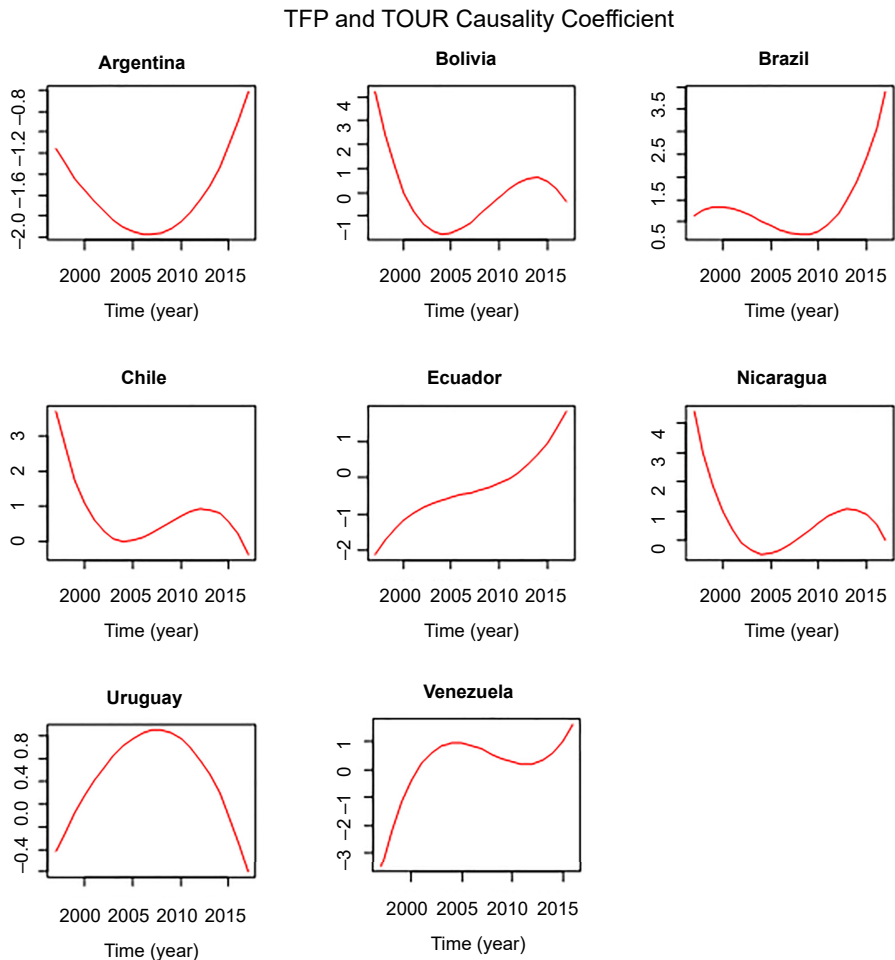 TFP and TOUR Causality Coefficient
Argentina
−2.0 −1.6 −1.2 −0.8
2000 2005 2010 2015
Time (year)
Bolivia
−1 0 1 2 3 4
2000 2005 2010 2015
Time (year)
Brazil
0.5 1.5 2.5 3.5
2000 2005 2010 2015
Time (year)
Chile
0 1 2 3
2000 2005 2010 2015
Time (year)
Ecuador
−2 −1 0 1
2000 2005 2010 2015
Time (year)
Nicaragua
0 1 2 3 4
2000 2005 2010 2015
Time (year)
Uruguay
−0.4 0.0 0.4 0.8
2000 2005 2010 2015
Time (year)
Venezuela
−3 −2 −1 0 1
2000 2005 2010 2015
Time (year)